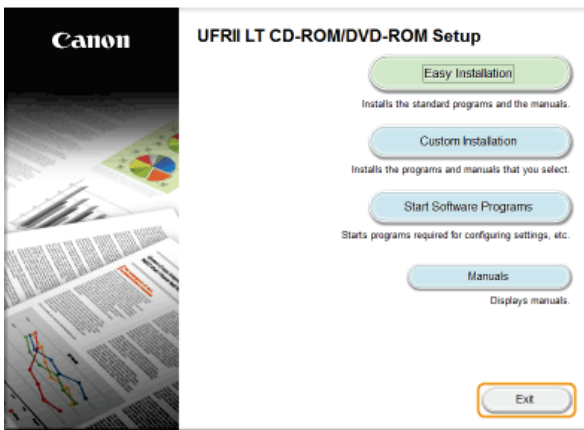 Canon
UFRII LT CD-ROM/DVD-ROM Setup
Easy Installation
Installs the standard programs and the manuals.
Custom Installation
Installs the programs and manuals that you select.
Start Software Programs
Starts programs required for configuring settings, etc.
Manuals
Displays manuals.
Exit